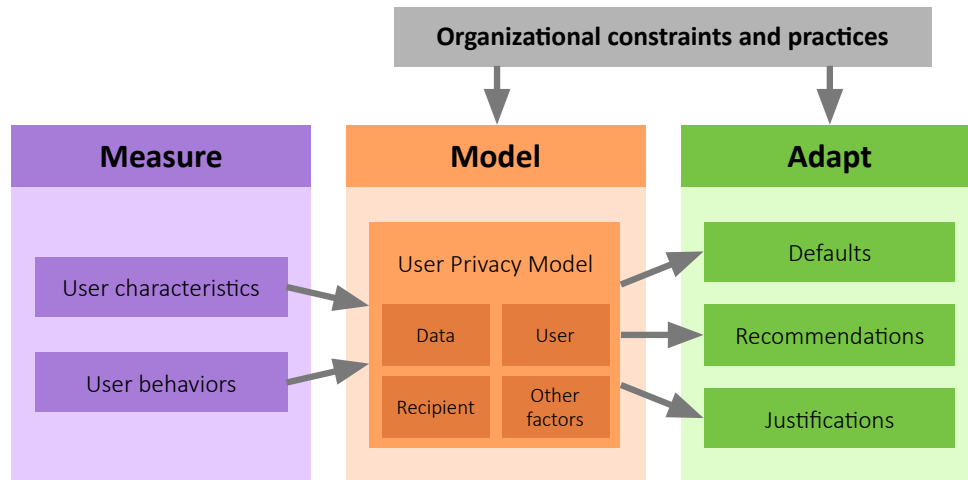 Organizational constraints and practices
Measure
Model
Adapt
User characteristics
User behaviors
User Privacy Model
Data
User
Recipient
Other
factors
Defaults
Recommendations
Justifications